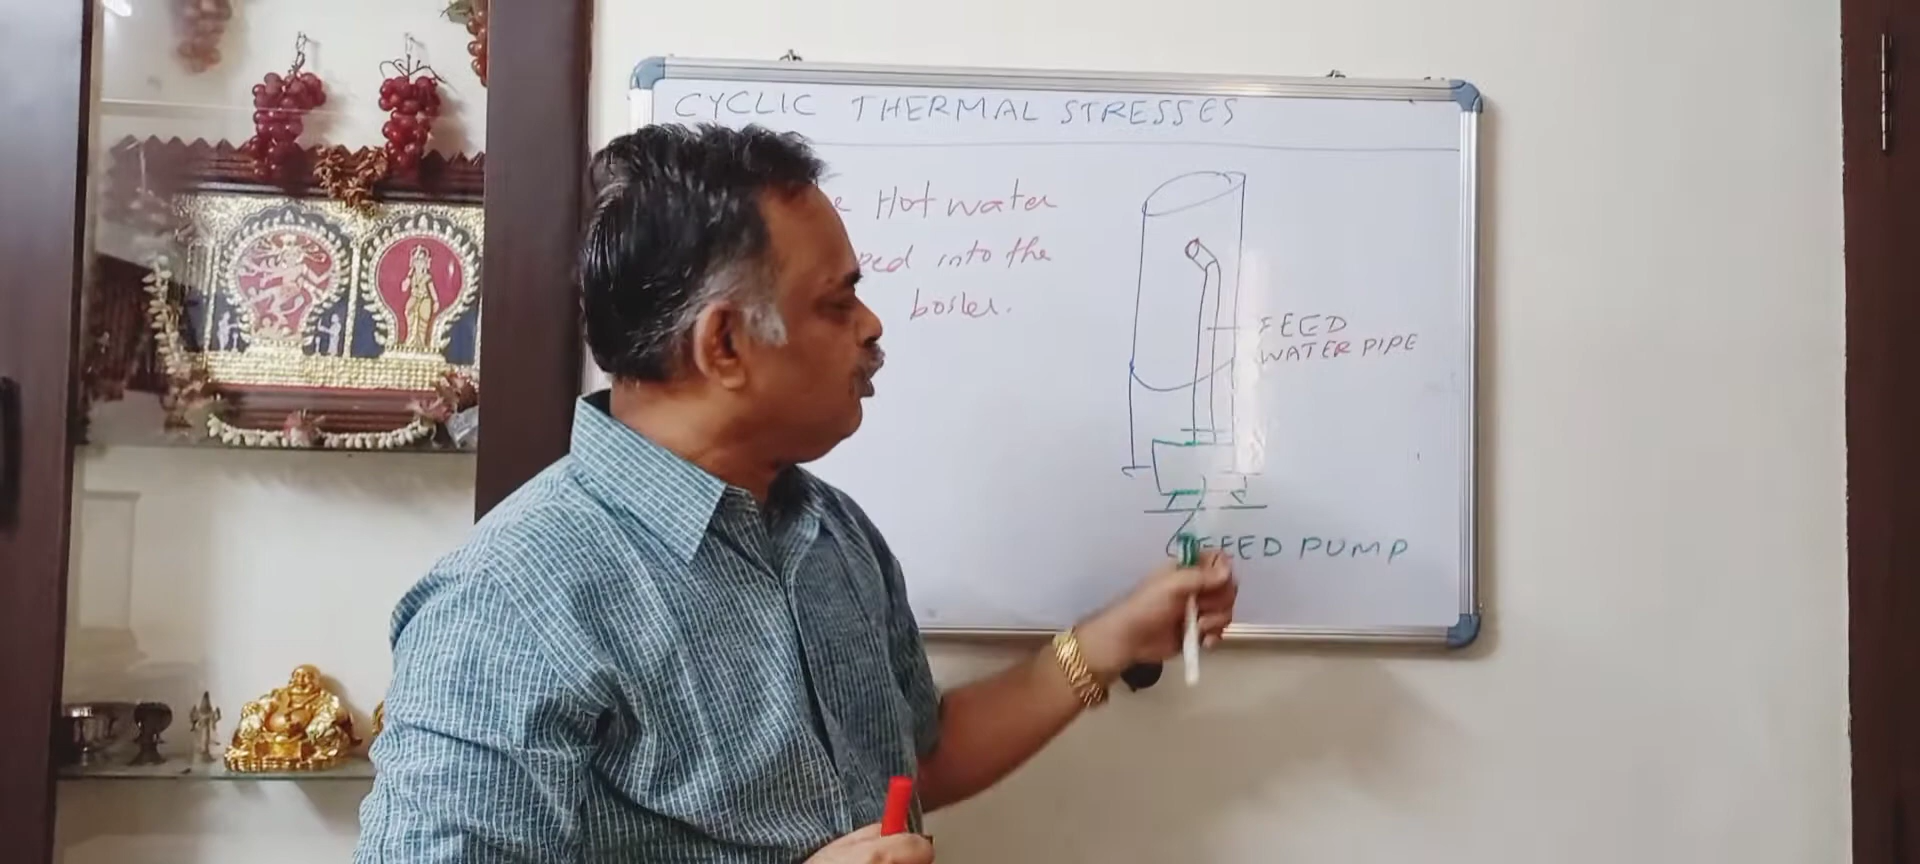 CYCLIC THERMAL STRESSES
Hot water
into the
boiler.
FEED
WATER PIPE
FEED PUMP